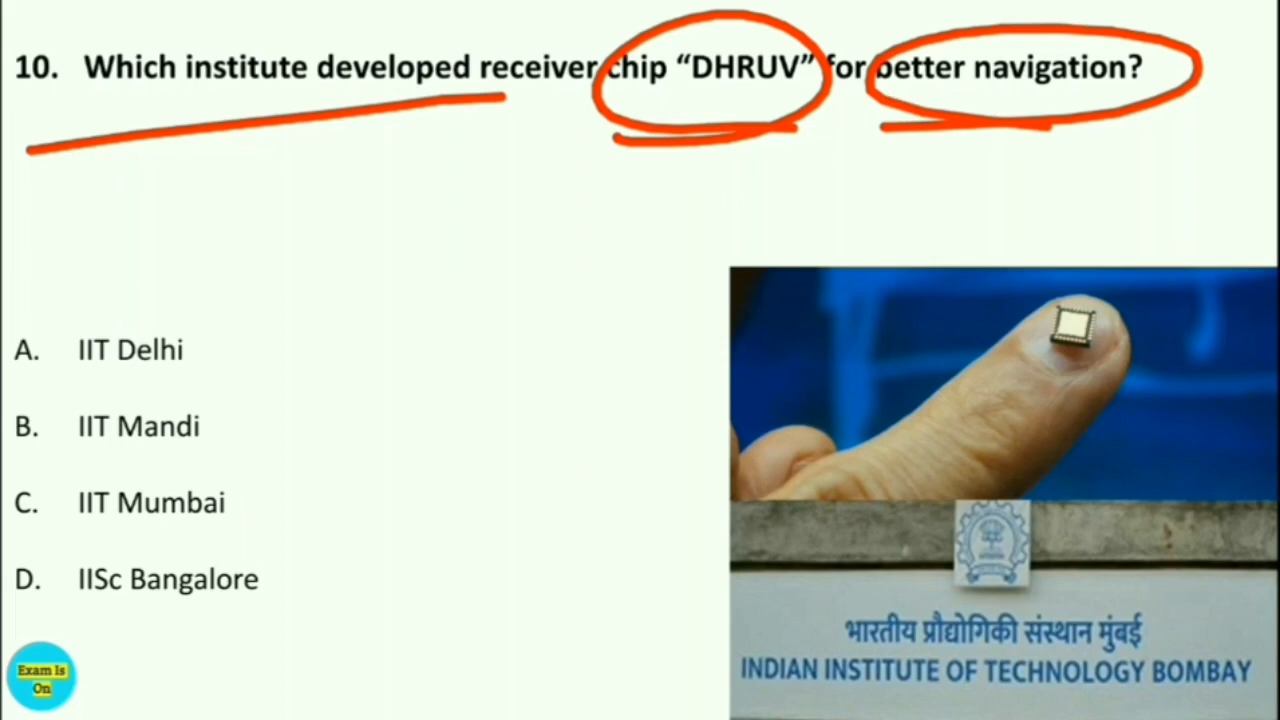 10. Which institute developed receiver chip “DHRUV” for better navigation?
A. IIT Delhi
B. IIT Mandi
C. IIT Mumbai
D. IISc Bangalore
भारतीय प्रौद्योगिकी संस्थान मुंबई
INDIAN INSTITUTE OF TECHNOLOGY BOMBAY
Exam Is
On